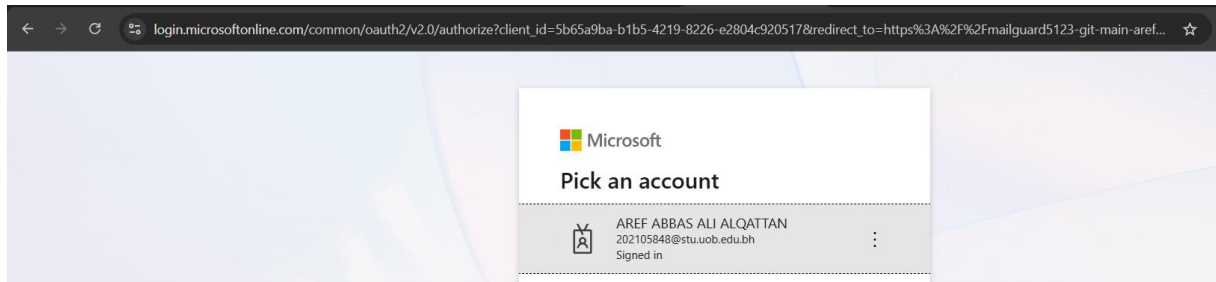 login.microsoftonline.com/common/oauth2/v2.0/authorize?client_id=5b65a9ba-b1b5-4219-8226-e2804c920517&redirect_to=https%3A%2F%2Fmailguard5123-git-main-aref...
Microsoft
Pick an account
AREF ABBAS ALI ALQATTAN
202105848@stu.uob.edu.bh
Signed in